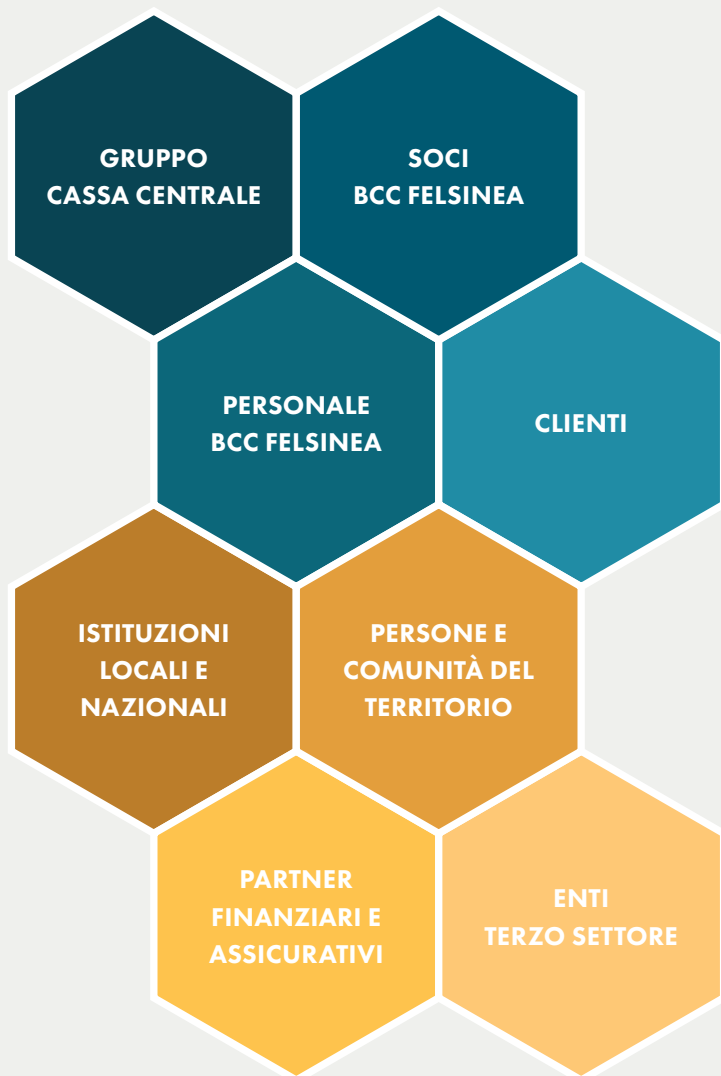 GRUPPO
CASSA CENTRALE
SOCI
BCC FELSINEA
PERSONALE
BCC FELSINEA
CLIENTI
ISTITUZIONI
LOCALI E
NAZIONALI
PERSONE E
COMUNITÀ DEL
TERRITORIO
PARTNER
FINANZIARI E
ASSICURATIVI
ENTI
TERZO SETTORE